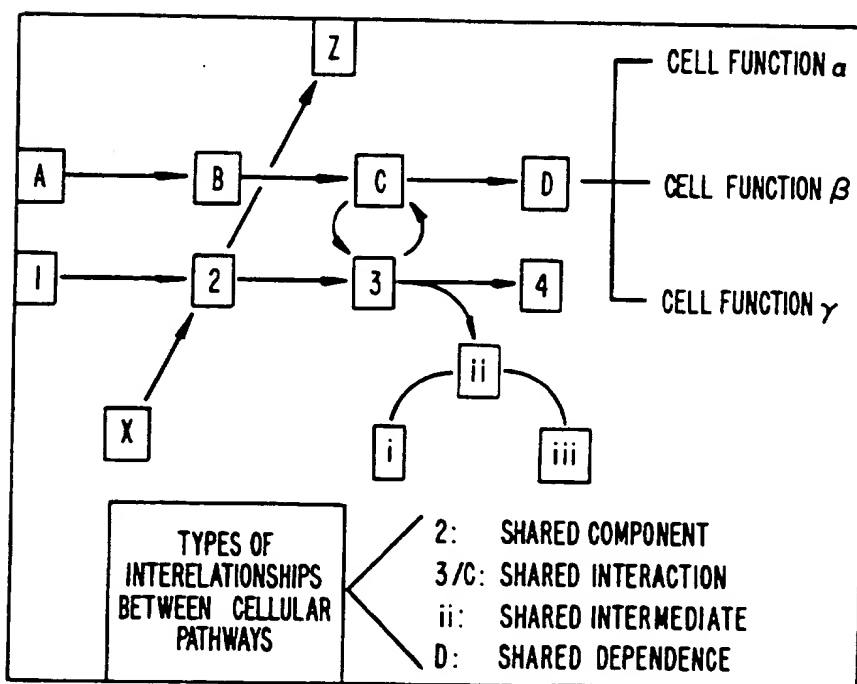 Z
CELL FUNCTION α
A
B
C
D
CELL FUNCTION β
1
2
3
4
CELL FUNCTION γ
ii
X
i
iii
TYPES OF
INTERELATIONSHIPS
BETWEEN CELLULAR
PATHWAYS
2: SHARED COMPONENT
3/C: SHARED INTERACTION
ii: SHARED INTERMEDIATE
D: SHARED DEPENDENCE